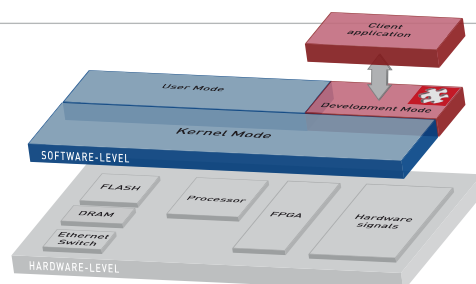 Client
application
User Mode
Development Mode
Kernel Mode
SOFTWARE-LEVEL
FLASH
Processor
DRAM
FPGA
Hardware
signals
Ethernet
Switch
HARDWARE-LEVEL